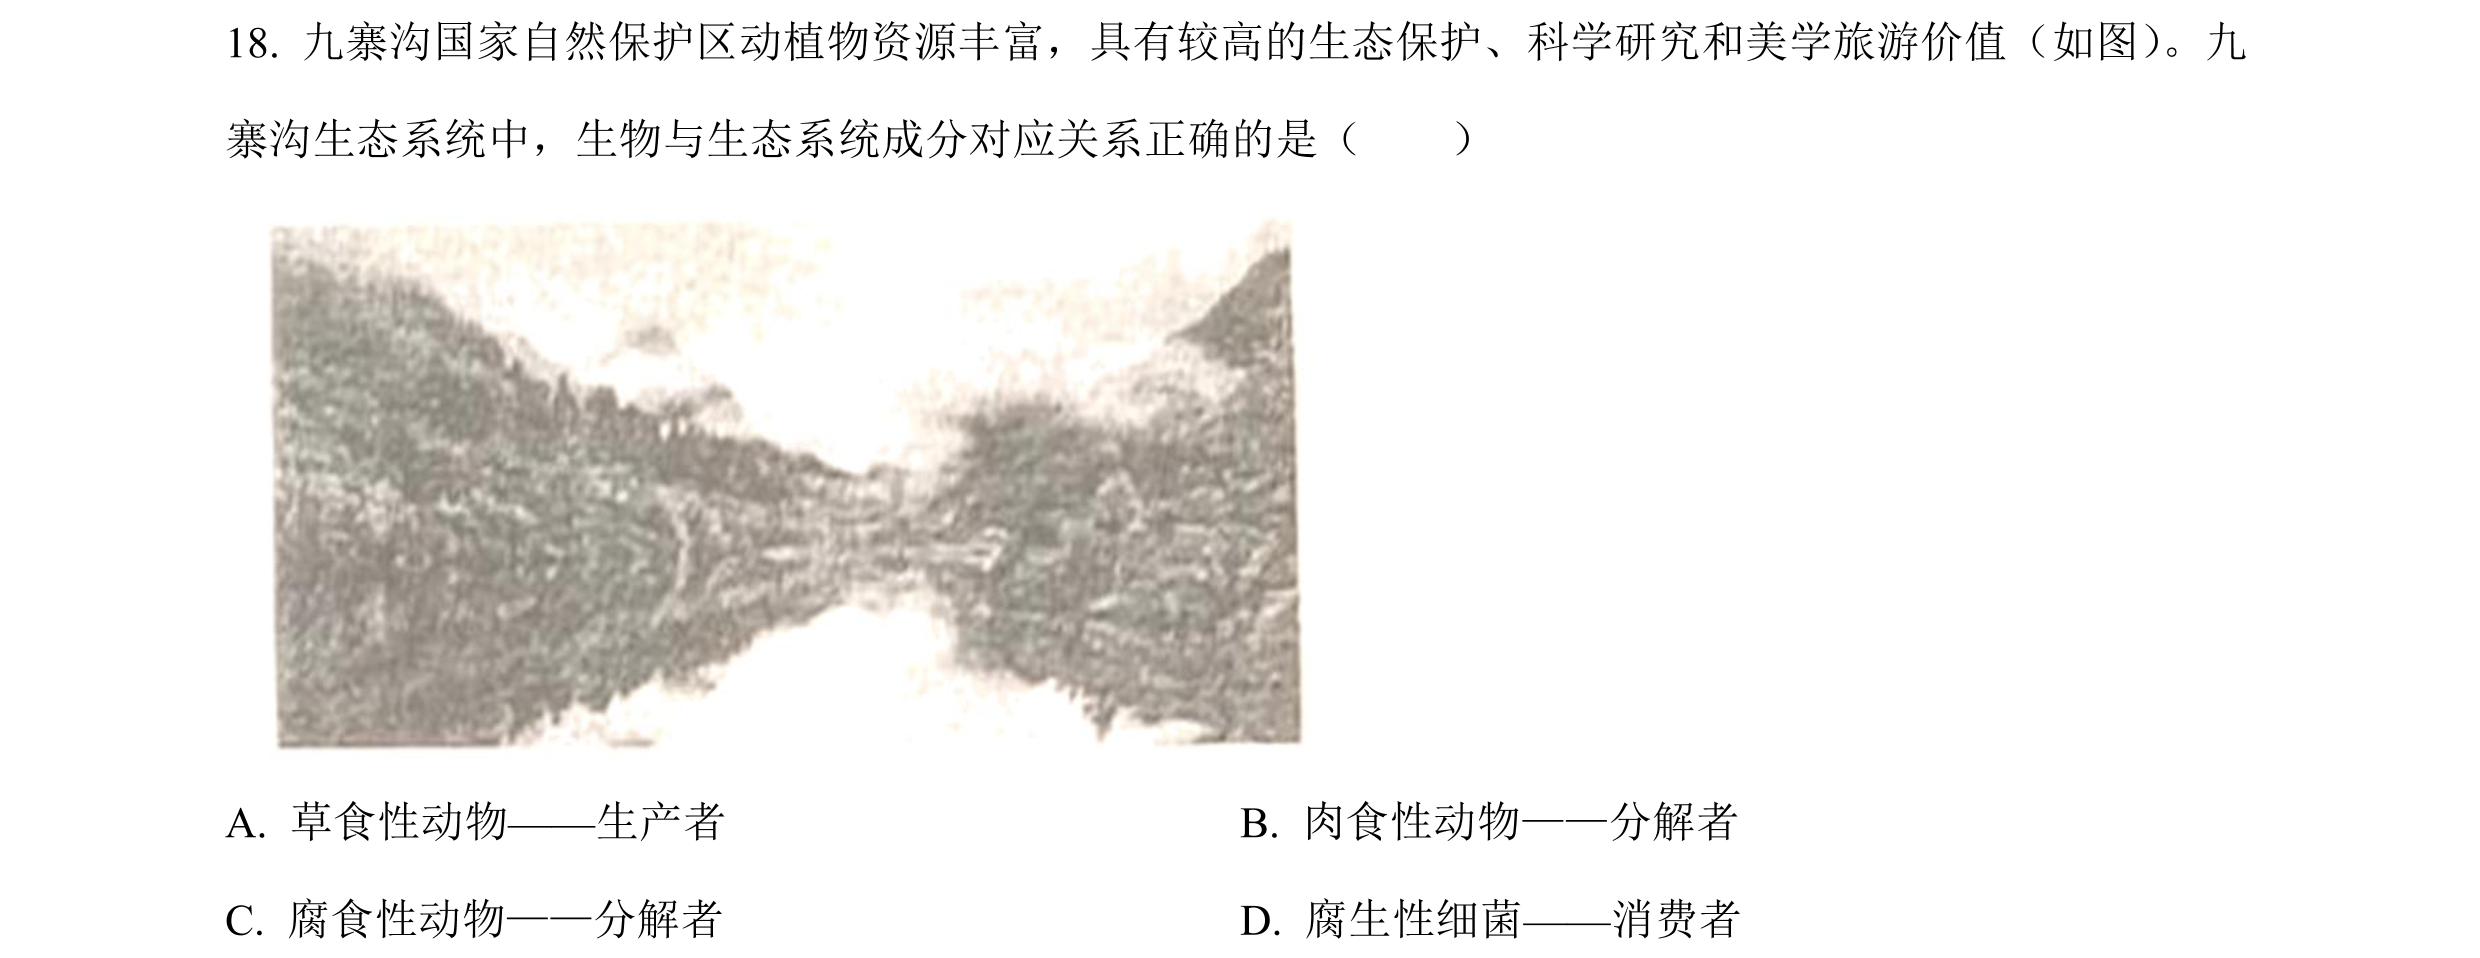 18. 九寨沟国家自然保护区动植物资源丰富，具有较高的生态保护、科学研究和美学旅游价值（如图）。九
寨沟生态系统中，生物与生态系统成分对应关系正确的是（　　）
A. 草食性动物——生产者
B. 肉食性动物——分解者
C. 腐食性动物——分解者
D. 腐生性细菌——消费者